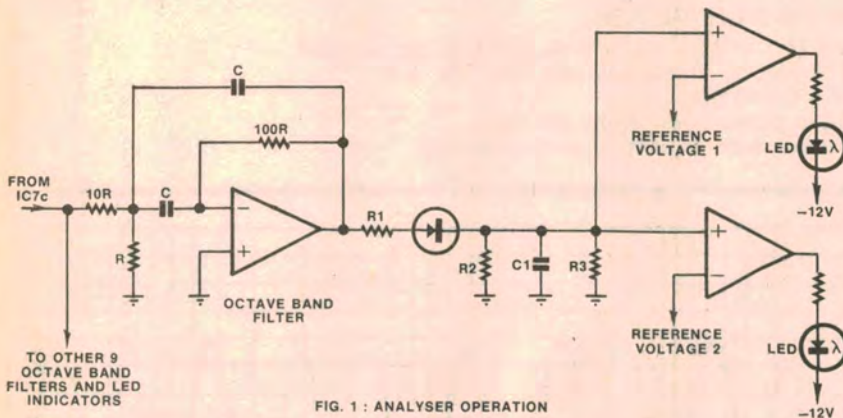 C
100R
FROM
IC7c
10R
C
R
OCTAVE BAND
FILTER
R1
R2
C1
R3
REFERENCE
VOLTAGE 1
LED
λ
–12V
REFERENCE
VOLTAGE 2
LED
λ
–12V
TO OTHER 9
OCTAVE BAND
FILTERS AND LED
INDICATORS
FIG. 1 : ANALYSER OPERATION